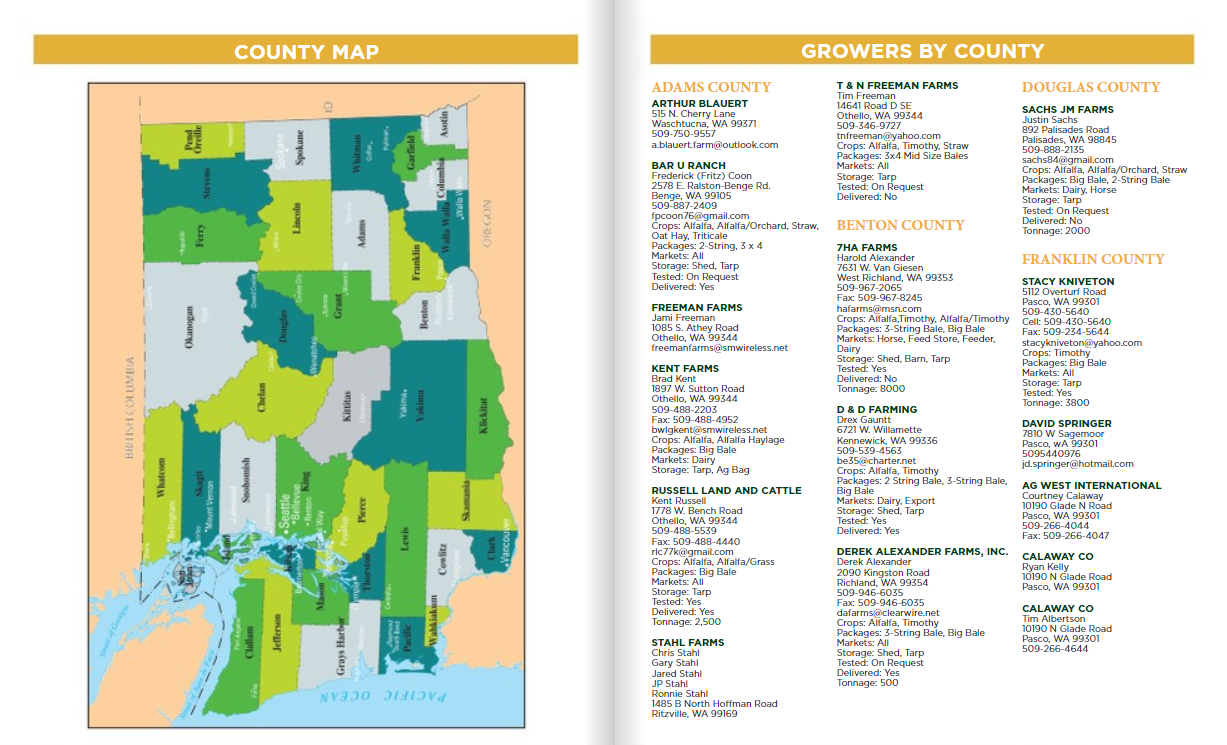 COUNTY MAP
BRITISH COLUMBIA
ID
OREGON
PACIFIC OCEAN
Strait of Georgia
Pend
Oreille
Stevens
Ferry
Okanogan
Whatcom
Skagit
Snohomish
Chelan
Douglas
Lincoln
Spokane
Spokane
Whitman
Adams
Grant
Kittitas
King
Island
Clallam
Jefferson
Mason
Grays Harbor
Thurston
Pierce
Lewis
Pacific
Wahkiakum
Cowlitz
Clark
Skamania
Klickitat
Yakima
Yakima
Benton
Franklin
Walla Walla
Walla Walla
Columbia
Garfield
Asotin
Bellingham
Mount Vernon
Seattle
Bellevue
Renton
Wenatchee
Vancouver
GROWERS BY COUNTY
ADAMS COUNTY
ARTHUR BLAUERT
515 N. Cherry Lane
Waschtucna, WA 99371
509-750-9557
a.blauert.farm@outlook.com
BAR U RANCH
Frederick (Fritz) Coon
2578 E. Ralston-Benge Rd.
Benge, WA 99105
509-887-2409
fpcoon76@gmail.com
Crops: Alfalfa, Alfalfa/Orchard, Straw,
Oat Hay, Triticale
Packages: 2-String, 3 x 4
Markets: All
Storage: Shed, Tarp
Tested: On Request
Delivered: Yes
FREEMAN FARMS
Jami Freeman
1085 S. Athey Road
Othello, WA 99344
freemanfarms@smwireless.net
KENT FARMS
Brad Kent
1897 W. Sutton Road
Othello, WA 99344
509-488-2203
Fax: 509-488-4952
bwlgkent@smwireless.net
Crops: Alfalfa, Alfalfa Haylage
Packages: Big Bale
Markets: Dairy
Storage: Tarp, Ag Bag
RUSSELL LAND AND CATTLE
Kent Russell
1778 W. Bench Road
Othello, WA 99344
509-488-5539
Fax: 509-488-4440
rlc77k@gmail.com
Crops: Alfalfa, Alfalfa/Grass
Packages: Big Bale
Markets: All
Storage: Tarp
Tested: Yes
Delivered: Yes
Tonnage: 2,500
STAHL FARMS
Chris Stahl
Gary Stahl
Jared Stahl
JP Stahl
Ronnie Stahl
1485 B North Hoffman Road
Ritzville, WA 99169
T & N FREEMAN FARMS
Tim Freeman
14641 Road D SE
Othello, WA 99344
509-346-9727
tnfreeman@yahoo.com
Crops: Alfalfa, Timothy, Straw
Packages: 3x4 Mid Size Bales
Markets: All
Storage: Tarp
Tested: On Request
Delivered: No
BENTON COUNTY
7HA FARMS
Harold Alexander
7631 W. Van Giesen
West Richland, WA 99353
509-967-2065
Fax: 509-967-8245
hafarms@msn.com
Crops: Alfalfa,Timothy, Alfalfa/Timothy
Packages: 3-String Bale, Big Bale
Markets: Horse, Feed Store, Feeder,
Dairy
Storage: Shed, Barn, Tarp
Tested: Yes
Delivered: No
Tonnage: 8000
D & D FARMING
Drex Gauntt
6721 W. Willamette
Kennewick, WA 99336
509-539-4563
be35@charter.net
Crops: Alfalfa, Timothy
Packages: 2 String Bale, 3-String Bale,
Big Bale
Markets: Dairy, Export
Storage: Shed, Tarp
Tested: Yes
Delivered: Yes
DEREK ALEXANDER FARMS, INC.
Derek Alexander
2090 Kingston Road
Richland, WA 99354
509-946-6035
Fax: 509-946-6035
dafarms@clearwire.net
Crops: Alfalfa, Timothy
Packages: 3-String Bale, Big Bale
Markets: All
Storage: Shed, Tarp
Tested: On Request
Delivered: Yes
Tonnage: 500
DOUGLAS COUNTY
SACHS JM FARMS
Justin Sachs
892 Palisades Road
Palisades, WA 98845
509-888-2135
sachs84@gmail.com
Crops: Alfalfa, Alfalfa/Orchard, Straw
Packages: Big Bale, 2-String Bale
Markets: Dairy, Horse
Storage: Tarp
Tested: On Request
Delivered: No
Tonnage: 2000
FRANKLIN COUNTY
STACY KNIVETON
5112 Overturf Road
Pasco, WA 99301
509-430-5640
Cell: 509-430-5640
Fax: 509-234-5644
stacykniveton@yahoo.com
Crops: Timothy
Packages: Big Bale
Markets: All
Storage: Tarp
Tested: Yes
Tonnage: 3800
DAVID SPRINGER
7810 W Sagemoor
Pasco, wA 99301
5095440976
jd.springer@hotmail.com
AG WEST INTERNATIONAL
Courtney Calaway
10190 Glade N Road
Pasco, WA 99301
509-266-4044
Fax: 509-266-4047
CALAWAY CO
Ryan Kelly
10190 N Glade Road
Pasco, WA 99301
CALAWAY CO
Tim Albertson
10190 N Glade Road
Pasco, WA 99301
509-266-4644